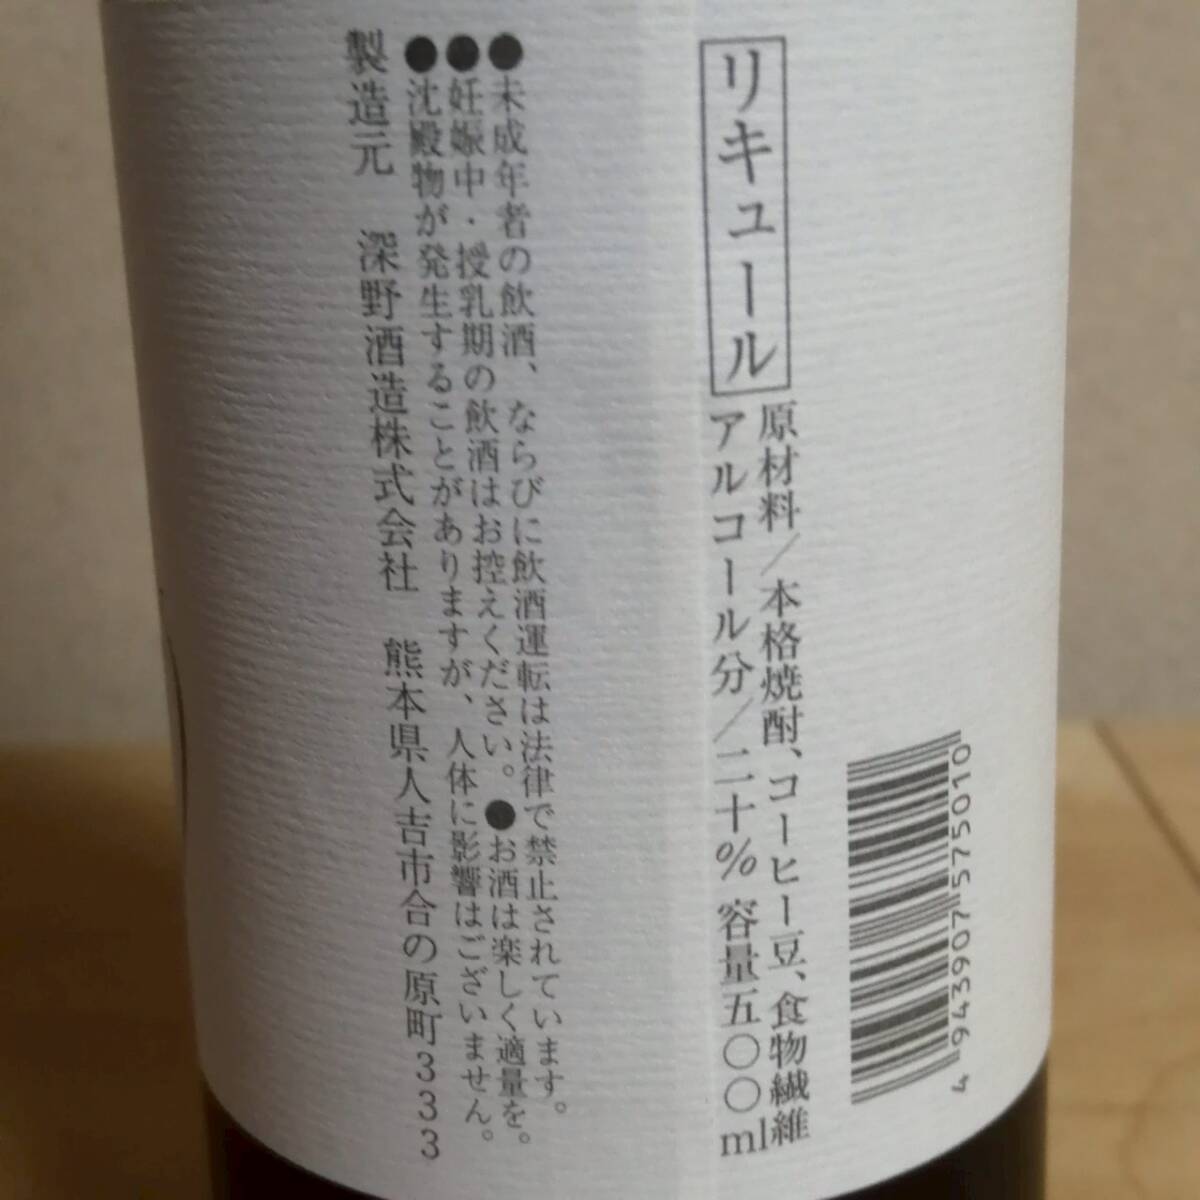 リキュール
原材料／本格焼酎、コーヒー豆、食物繊維
アルコール分／二十％ 容量五〇〇ml
●未成年者の飲酒、ならびに飲酒運転は法律で禁止されています。
●妊娠中・授乳期の飲酒はお控えください。●お酒は楽しく適量を。
●沈殿物が発生することがありますが、人体に影響はございません。
製造元 深野酒造株式会社 熊本県人吉市合の原町333
4943907575010